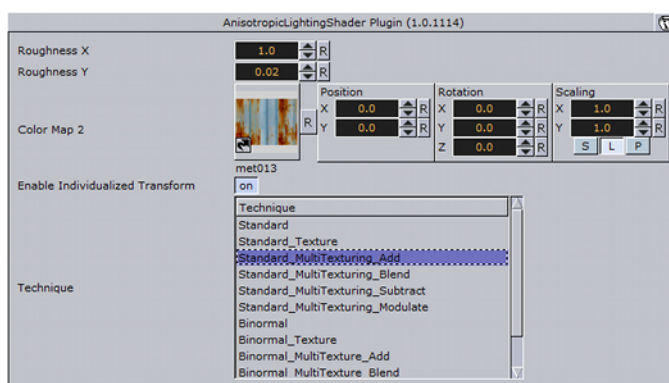 AnisotropicLightingShader Plugin (1.0.1114)
Roughness X 1.0 R
Roughness Y 0.02 R
Color Map 2
R
Position
X 0.0 R
Y 0.0 R
Rotation
X 0.0 R
Y 0.0 R
Z 0.0 R
Scaling
X 1.0 R
Y 1.0 R
S L P
met013
Enable Individualized Transform on
Technique
Technique
Standard
Standard_Texture
Standard_MultiTexturing_Add
Standard_MultiTexturing_Blend
Standard_MultiTexturing_Subtract
Standard_MultiTexturing_Modulate
Binormal
Binormal_Texture
Binormal_MultiTexture_Add
Binormal_MultiTexture_Blend